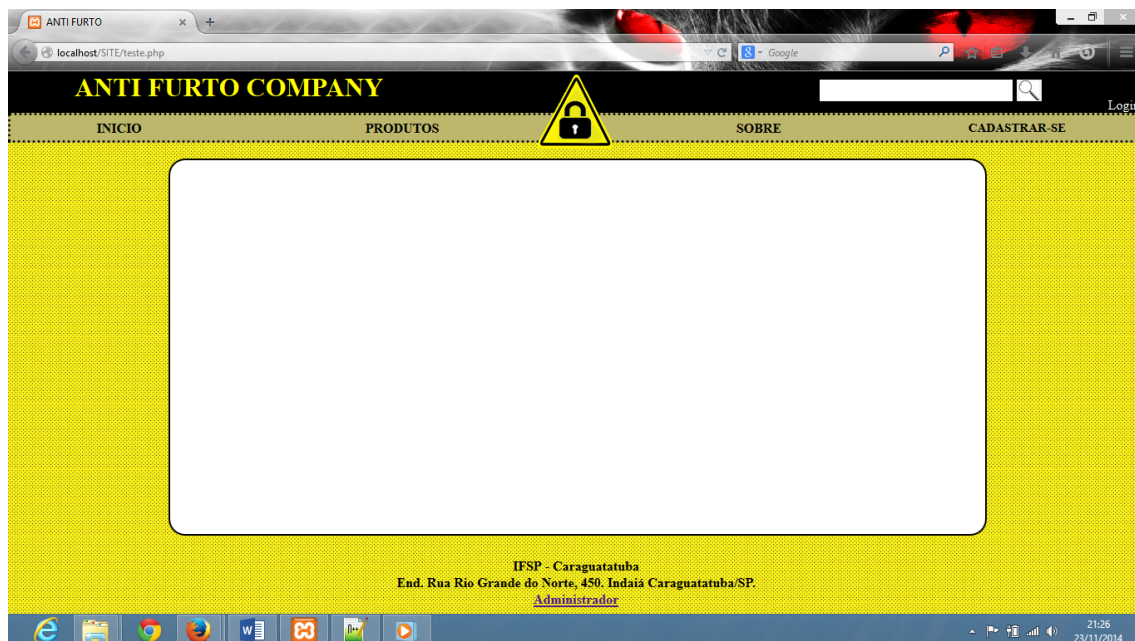 ANTI FURTO
localhost/SITE/teste.php
Google
ANTI FURTO COMPANY
Login
INICIO PRODUTOS SOBRE CADASTRAR-SE
IFSP - Caraguatatuba
End. Rua Rio Grande do Norte, 450. Indaiá Caraguatatuba/SP.
Administrador
21:26
23/11/2014